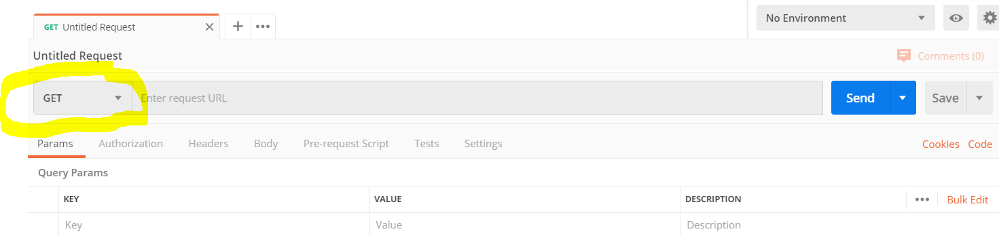 GET Untitled Request
No Environment
Untitled Request
Comments (0)
GET Enter request URL Send Save
Params Authorization Headers Body Pre-request Script Tests Settings Cookies Code
Query Params
KEY VALUE DESCRIPTION Bulk Edit
Key Value Description